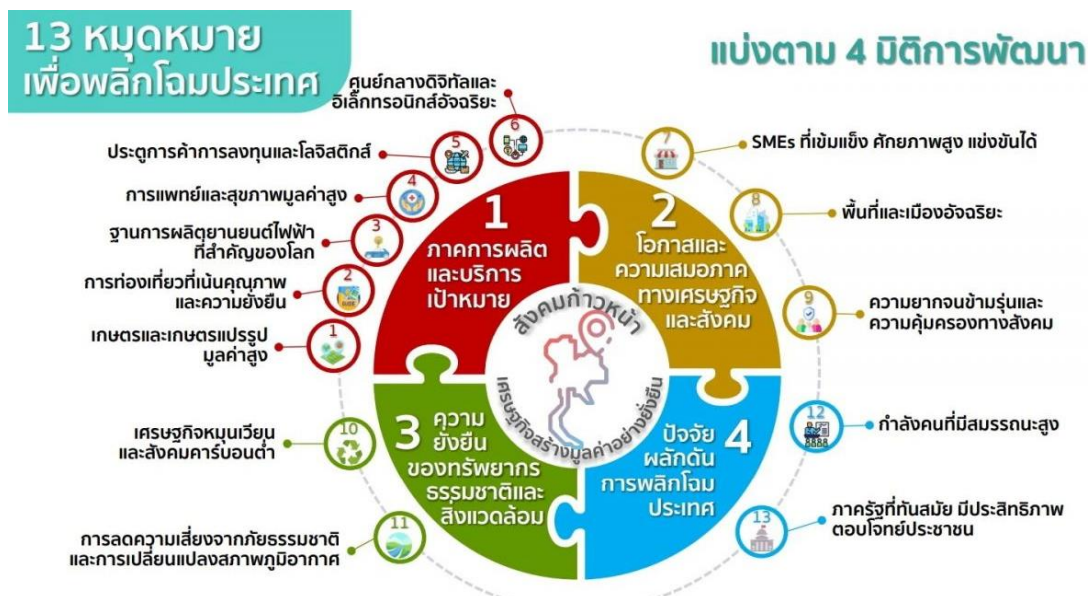 13 หมุดหมาย
เพื่อพลิกโฉมประเทศ
แบ่งตาม 4 มิติการพัฒนา
1
ภาคการผลิต
และบริการ
เป้าหมาย
6
ศูนย์กลางดิจิทัลและ
อิเล็กทรอนิกส์อัจฉริยะ
5
ประตูการค้าการลงทุนและโลจิสติกส์
4
การแพทย์และสุขภาพมูลค่าสูง
3
ฐานการผลิตยานยนต์ไฟฟ้า
ที่สำคัญของโลก
2
การท่องเที่ยวที่เน้นคุณภาพ
และความยั่งยืน
GUIDE
1
เกษตรและเกษตรแปรรูป
มูลค่าสูง
2
โอกาสและ
ความเสมอภาค
ทางเศรษฐกิจ
และสังคม
7
SMEs ที่เข้มแข็ง ศักยภาพสูง แข่งขันได้
8
พื้นที่และเมืองอัจฉริยะ
9
ความยากจนข้ามรุ่นและ
ความคุ้มครองทางสังคม
สังคมก้าวหน้า
เศรษฐกิจสร้างมูลค่าอย่างยั่งยืน
3
ความ
ยั่งยืน
ของทรัพยากร
ธรรมชาติและ
สิ่งแวดล้อม
10
เศรษฐกิจหมุนเวียน
และสังคมคาร์บอนต่ำ
11
การลดความเสี่ยงจากภัยธรรมชาติ
และการเปลี่ยนแปลงสภาพภูมิอากาศ
4
ปัจจัย
ผลักดัน
การพลิกโฉม
ประเทศ
12
กำลังคนที่มีสมรรถนะสูง
13
ภาครัฐที่ทันสมัย มีประสิทธิภาพ
ตอบโจทย์ประชาชน